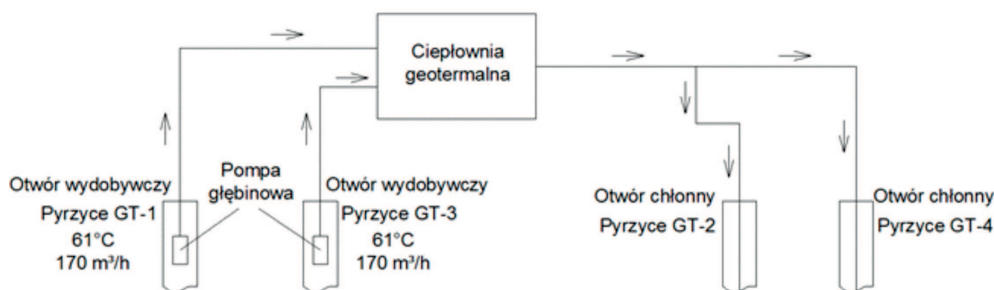 Ciepłownia
geotermalna
Pompa
głębinowa
Otwór wydobywczy
Pyrzyce GT-1
61°C
170 m³/h
Otwór wydobywczy
Pyrzyce GT-3
61°C
170 m³/h
Otwór chłonny
Pyrzyce GT-2
Otwór chłonny
Pyrzyce GT-4